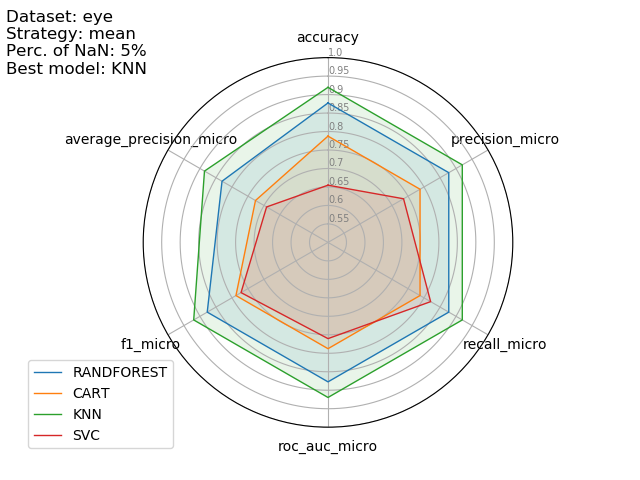 Dataset: eye
Strategy: mean
Perc. of NaN: 5%
Best model: KNN
accuracy
1.0
0.95
0.9
0.85
0.8
0.75
0.7
0.65
0.6
0.55
average_precision_micro
precision_micro
f1_micro
recall_micro
roc_auc_micro
RANDFOREST
CART
KNN
SVC